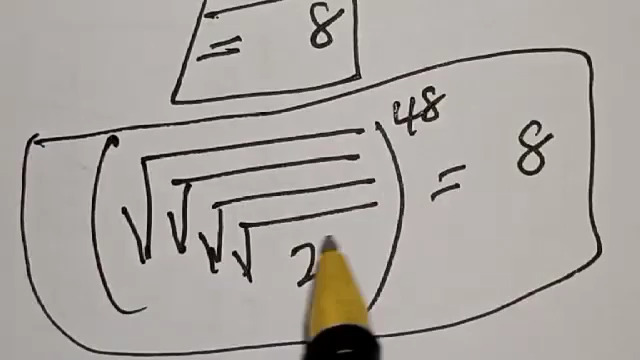 = 8
(√√√√2)^48 = 8